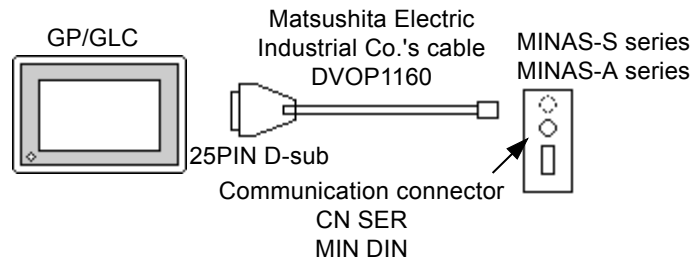 GP/GLC
Matsushita Electric
Industrial Co.'s cable
DVOP1160
MINAS-S series
MINAS-A series
25PIN D-sub
Communication connector
CN SER
MIN DIN